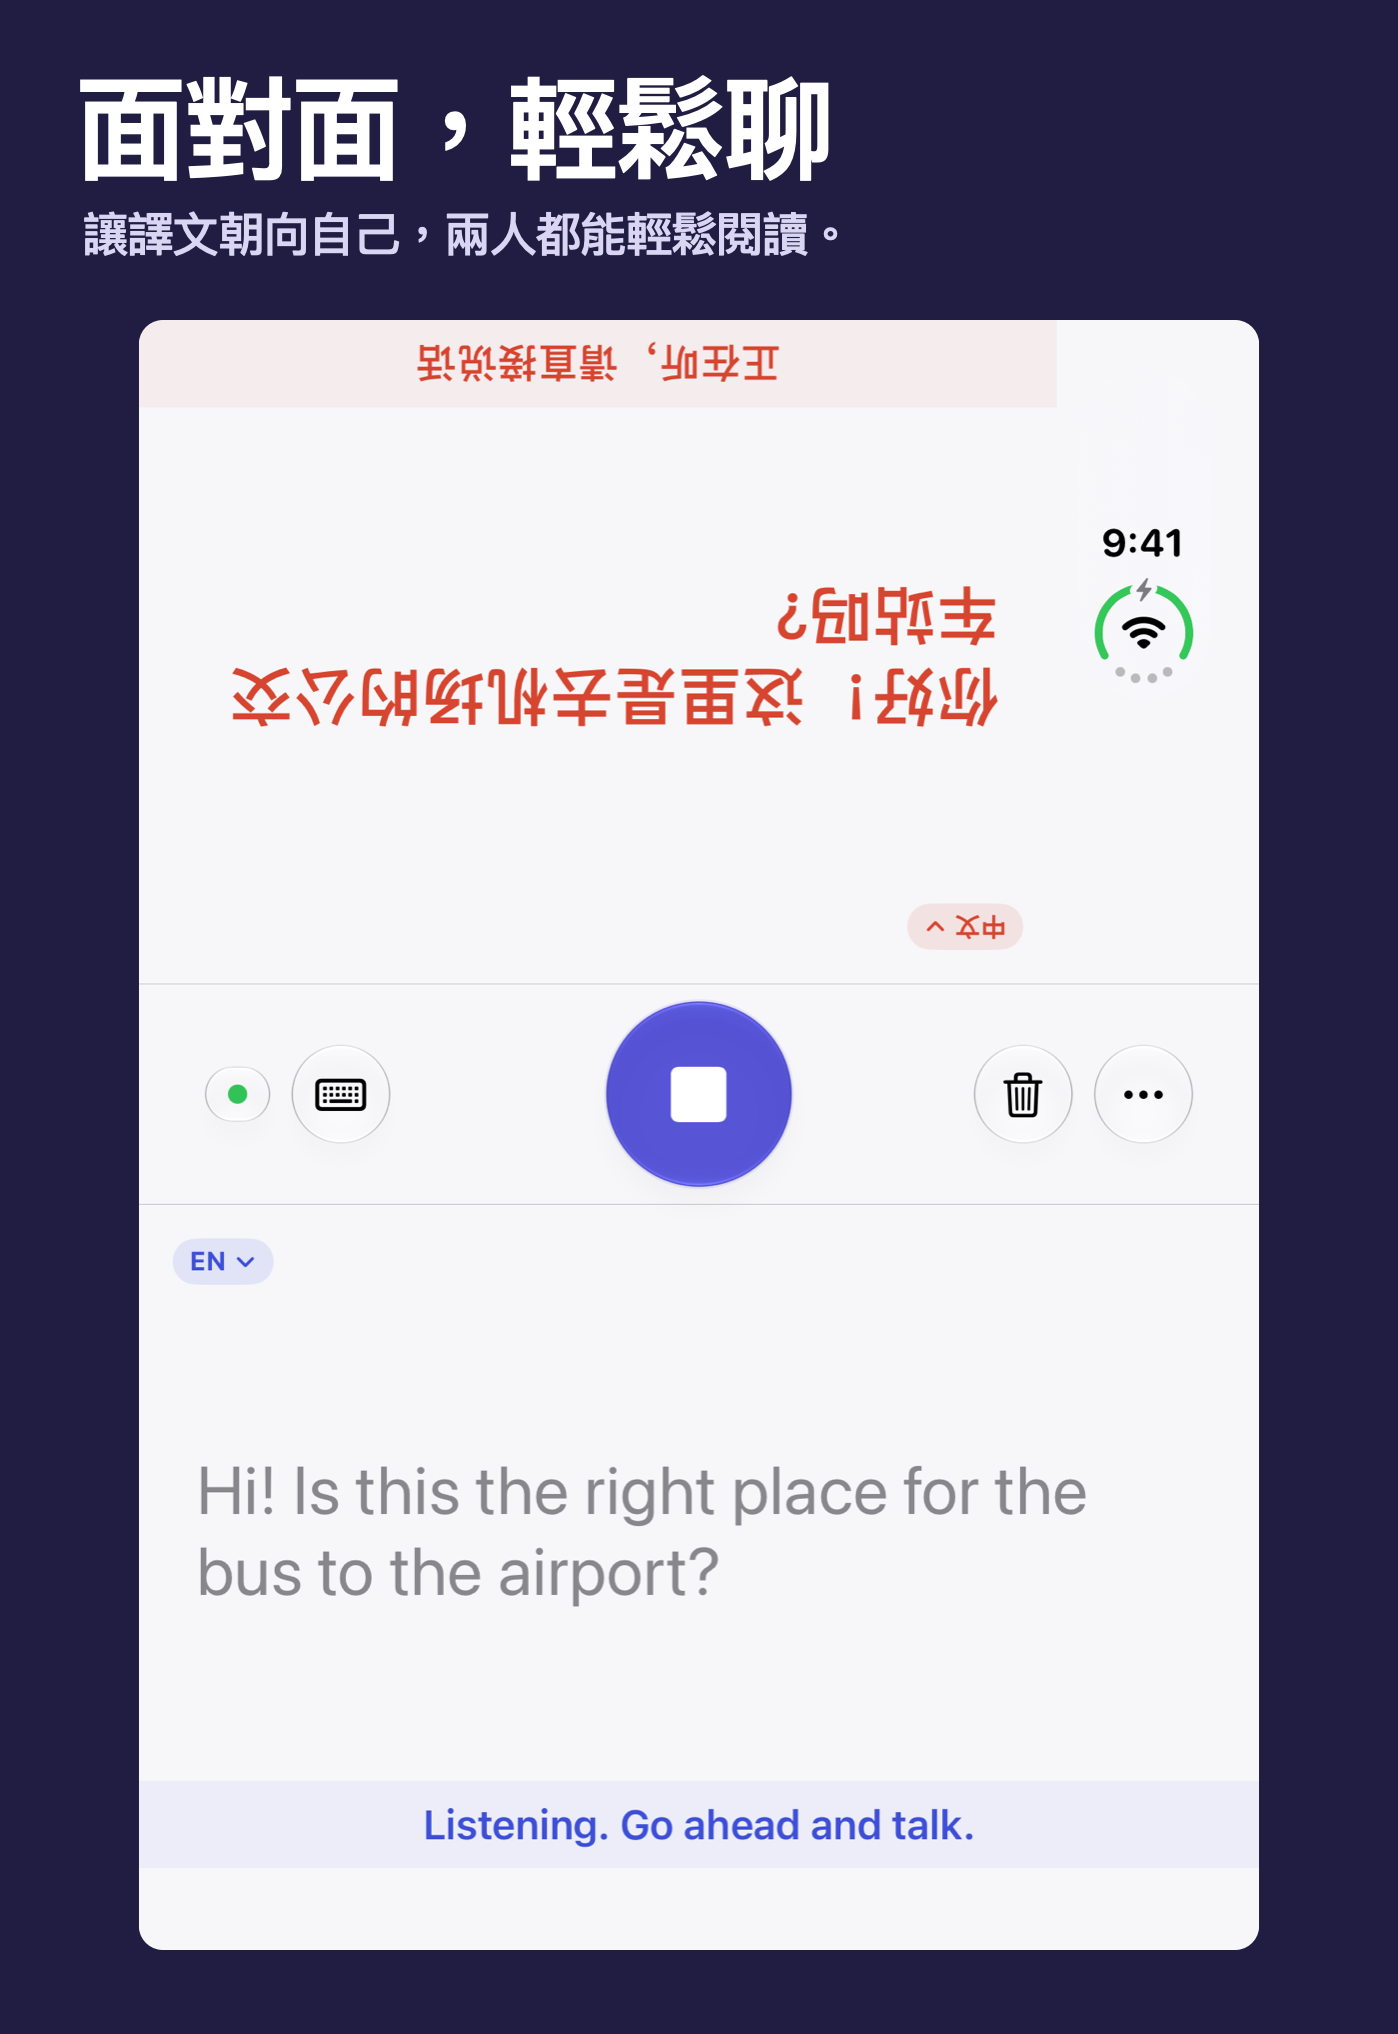 面對面，輕鬆聊
讓譯文朝向自己，兩人都能輕鬆閱讀。
正在听，请直接说话
9:41
你好！这里是去机场的公交
车站吗？
中文
EN
Hi! Is this the right place for the
bus to the airport?
Listening. Go ahead and talk.